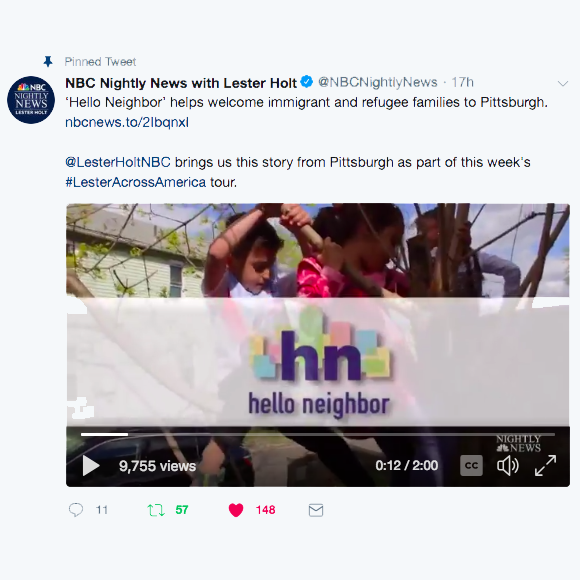 Pinned Tweet
NBC Nightly News with Lester Holt @NBCNightlyNews · 17h
'Hello Neighbor' helps welcome immigrant and refugee families to Pittsburgh.
nbcnews.to/2Ibqnxl
@LesterHoltNBC brings us this story from Pittsburgh as part of this week's
#LesterAcrossAmerica tour.
NBC
NIGHTLY
NEWS
LESTER HOLT
hn
hello neighbor
NIGHTLY
NEWS
9,755 views
0:12 / 2:00
CC
11
57
148